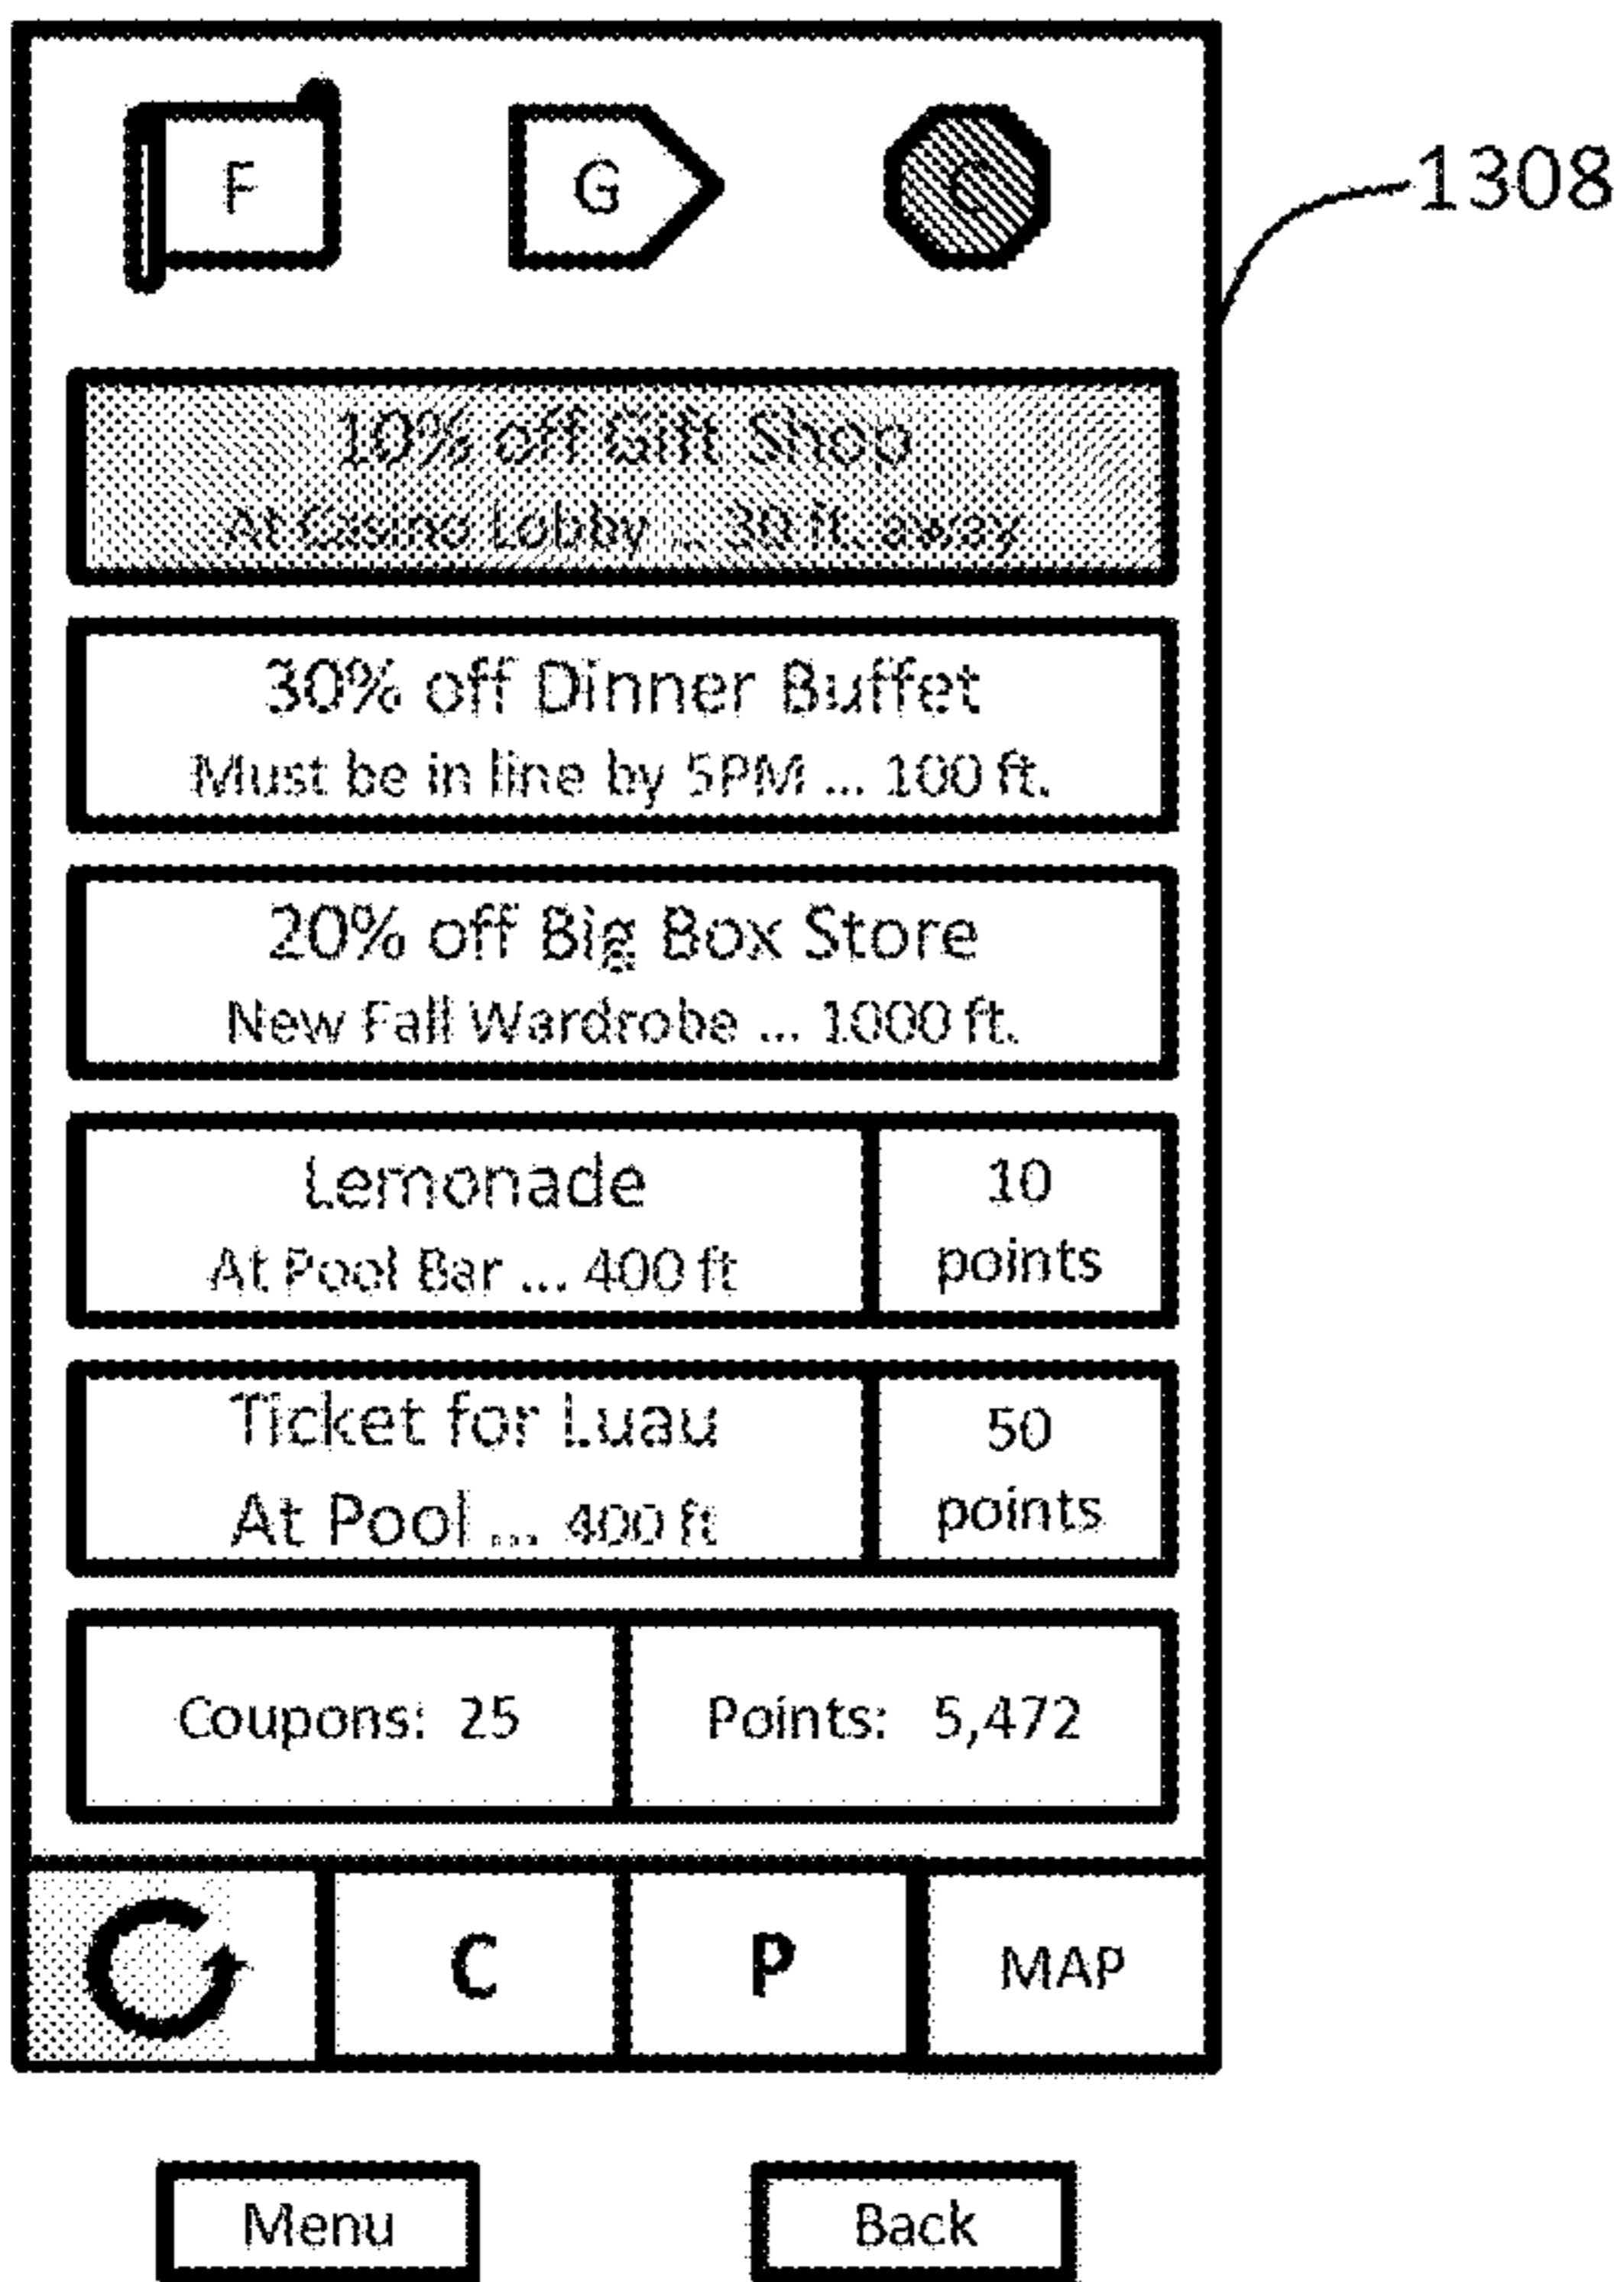 F G C
1308
10% off Gift Shop
At Casino Lobby ... 30 ft. away
30% off Dinner Buffet
Must be in line by 5PM ... 100 ft.
20% off Big Box Store
New Fall Wardrobe ... 1000 ft.
Lemonade
At Pool Bar ... 400 ft
10
points
Ticket for Luau
At Pool ... 400 ft
50
points
Coupons: 25
Points: 5,472
C
P
MAP
Menu
Back